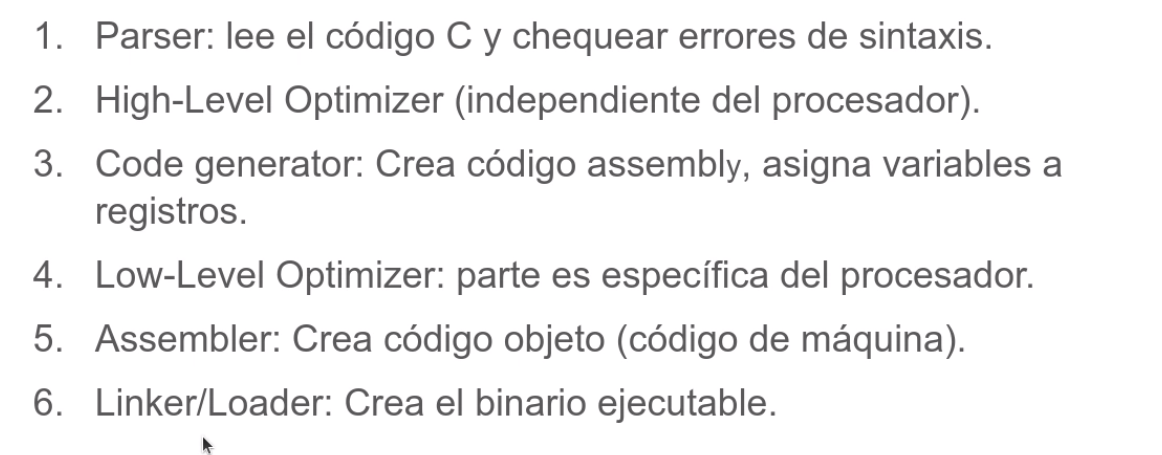 1. Parser: lee el código C y chequear errores de sintaxis.
2. High-Level Optimizer (independiente del procesador).
3. Code generator: Crea código assembly, asigna variables a
registros.
4. Low-Level Optimizer: parte es específica del procesador.
5. Assembler: Crea código objeto (código de máquina).
6. Linker/Loader: Crea el binario ejecutable.